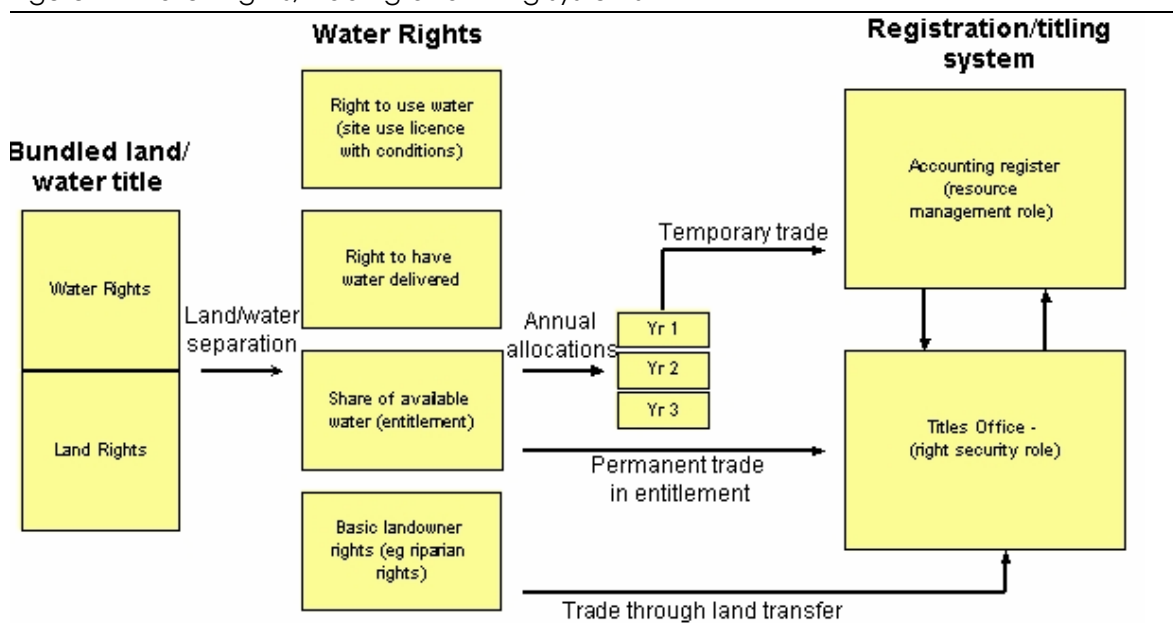 Water Rights
Registration/titling
system
Bundled land/
water title
Water Rights
Land Rights
Land/water
separation
Right to use water
(site use licence
with conditions)
Right to have
water delivered
Share of available
water (entitlement)
Basic landowner
rights (eg riparian
rights)
Annual
allocations
Yr 1
Yr 2
Yr 3
Temporary trade
Permanent trade
in entitlement
Trade through land transfer
Accounting register
(resource
management role)
Titles Office -
(right security role)